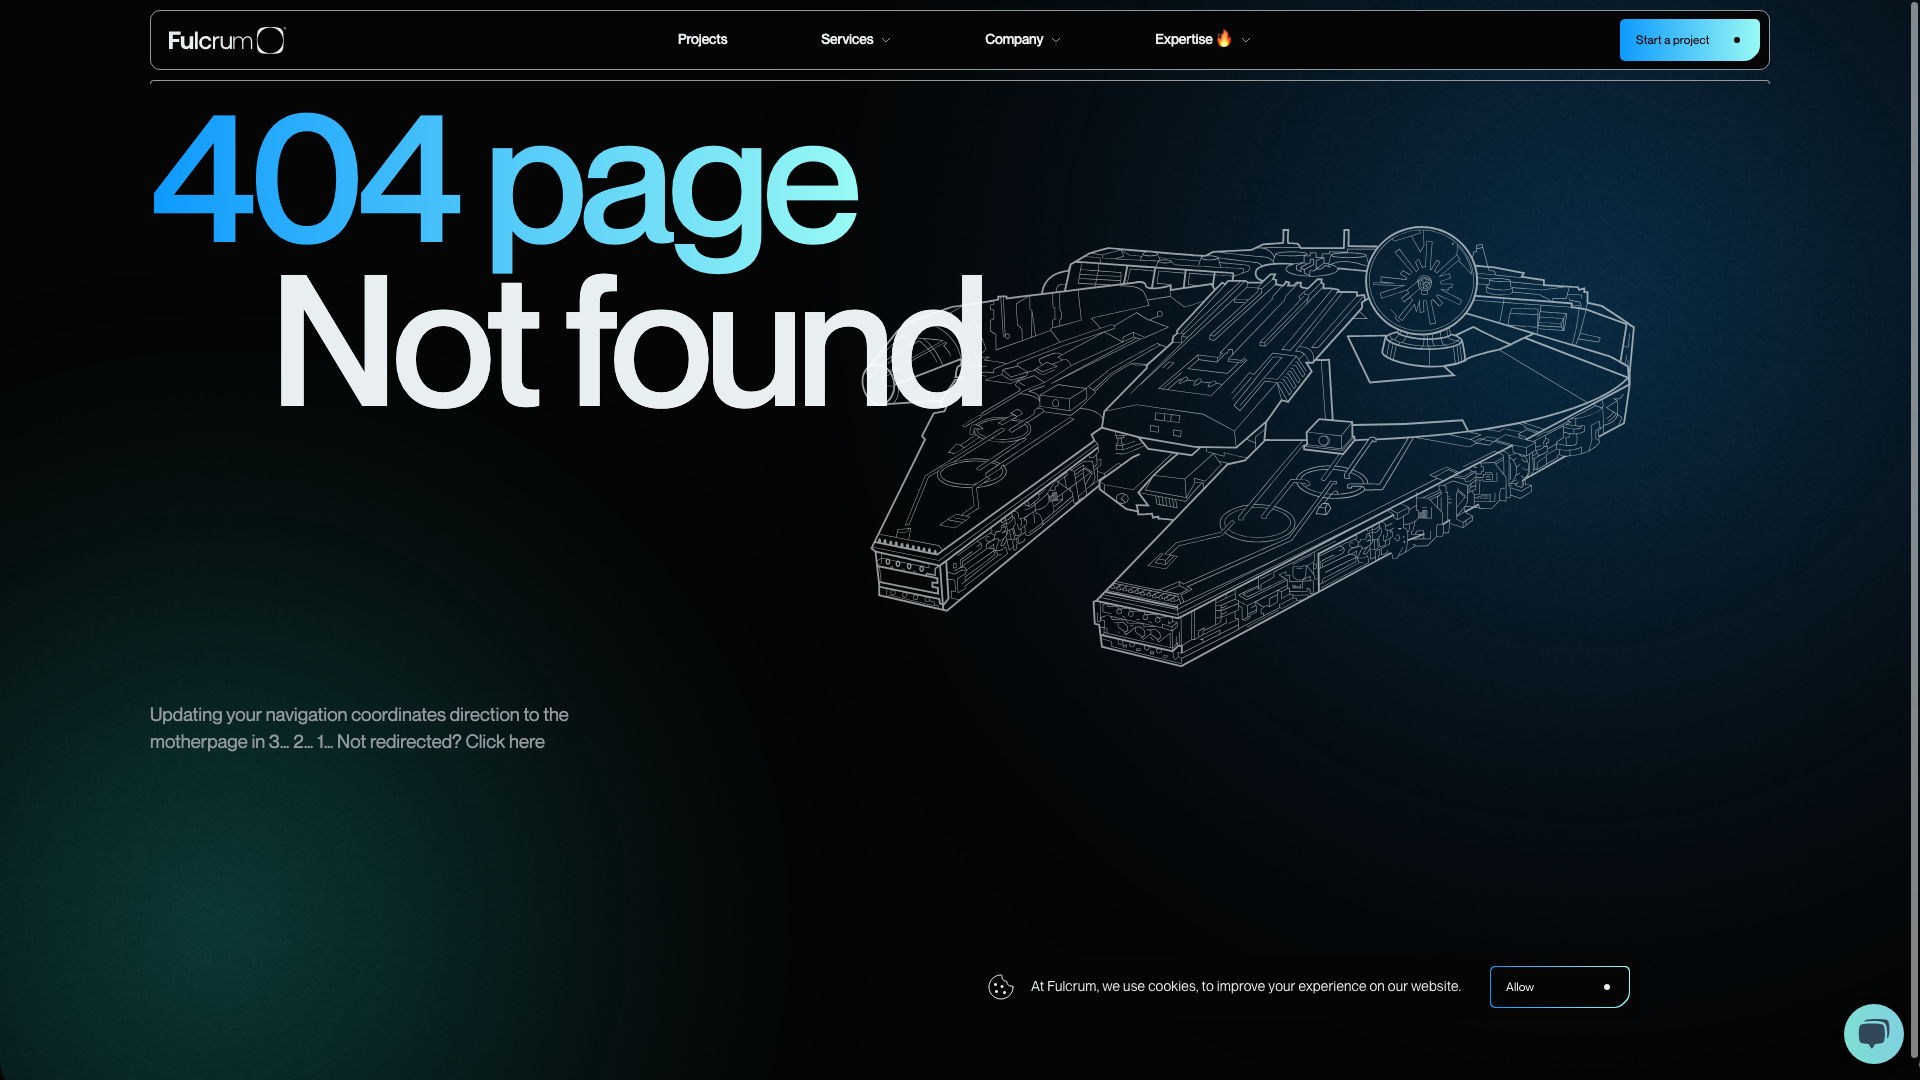 Fulcrum
Projects
Services
Company
Expertise 🔥
Start a project
404 page
Not found
Updating your navigation coordinates direction to the
motherpage in 3... 2... 1... Not redirected? Click here
At Fulcrum, we use cookies, to improve your experience on our website.
Allow